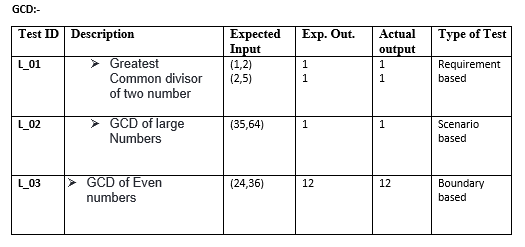 GCD:-
Test ID Description Expected Input Exp. Out. Actual output Type of Test
L_01 ➤ Greatest Common divisor of two number (1,2) (2,5) 1 1 1 1 Requirement based
L_02 ➤ GCD of large Numbers (35,64) 1 1 Scenario based
L_03 ➤ GCD of Even numbers (24,36) 12 12 Boundary based